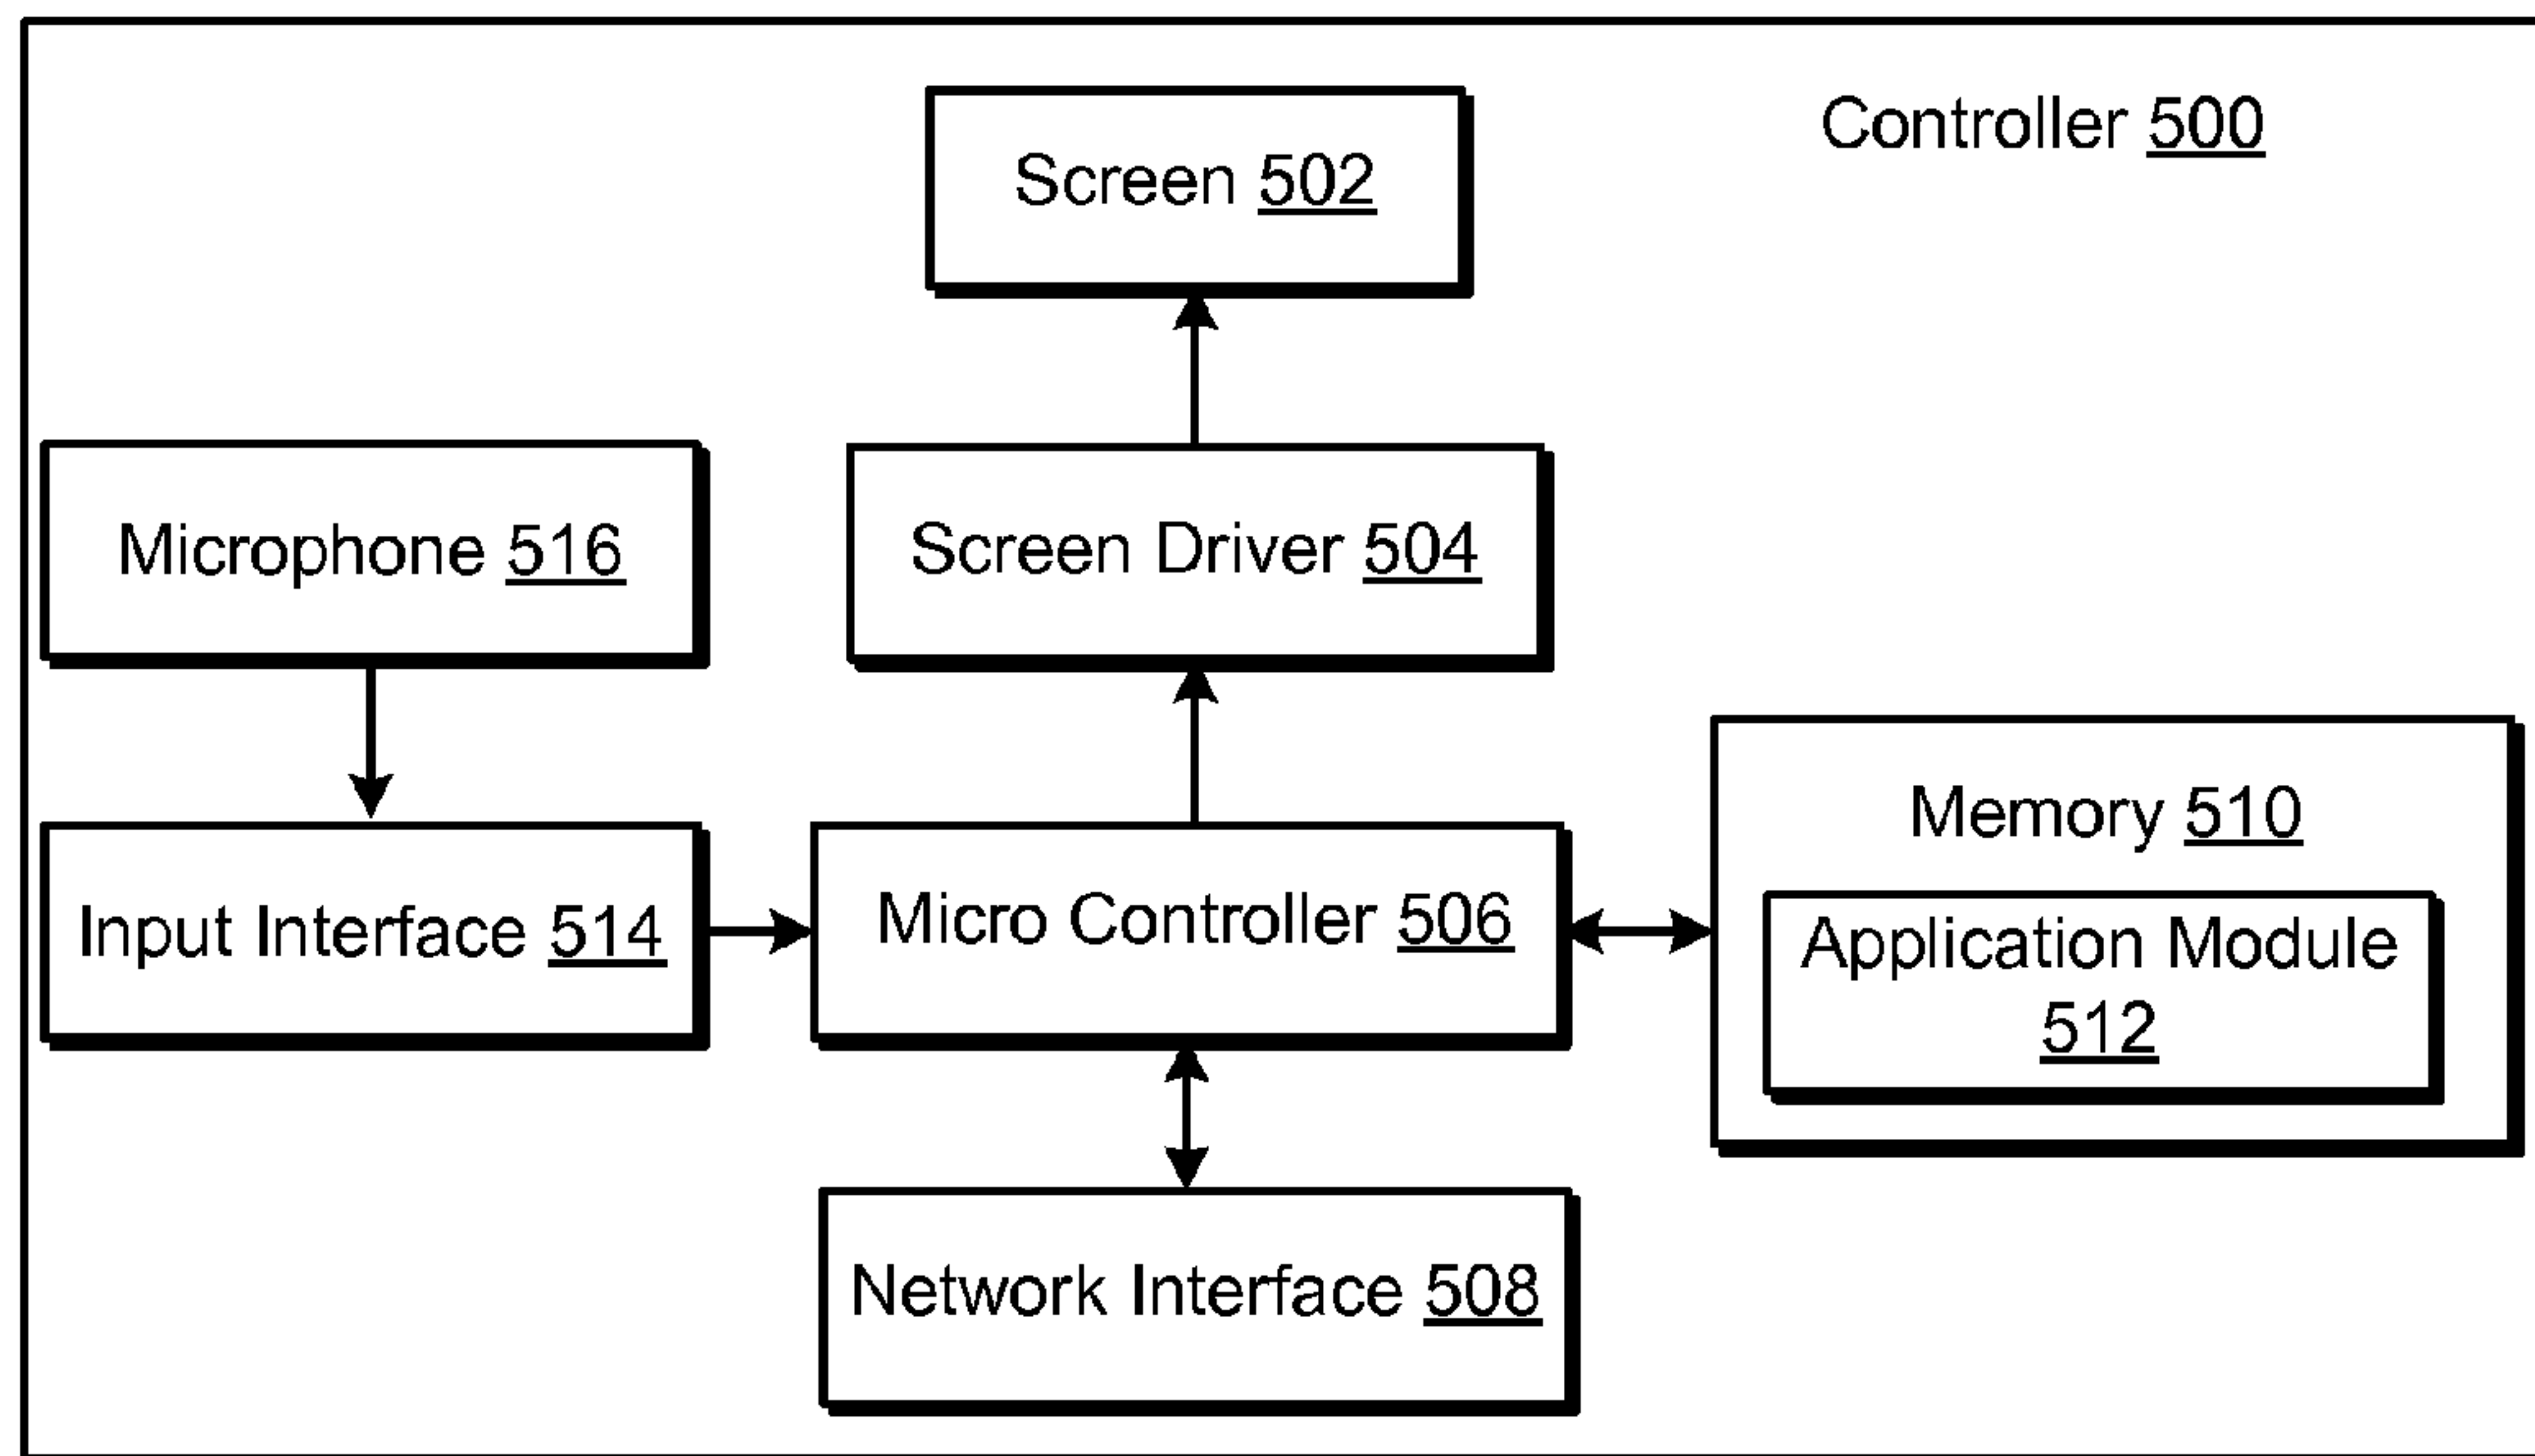 Controller 500
Screen 502
Microphone 516
Screen Driver 504
Memory 510
Input Interface 514
Micro Controller 506
Application Module
512
Network Interface 508